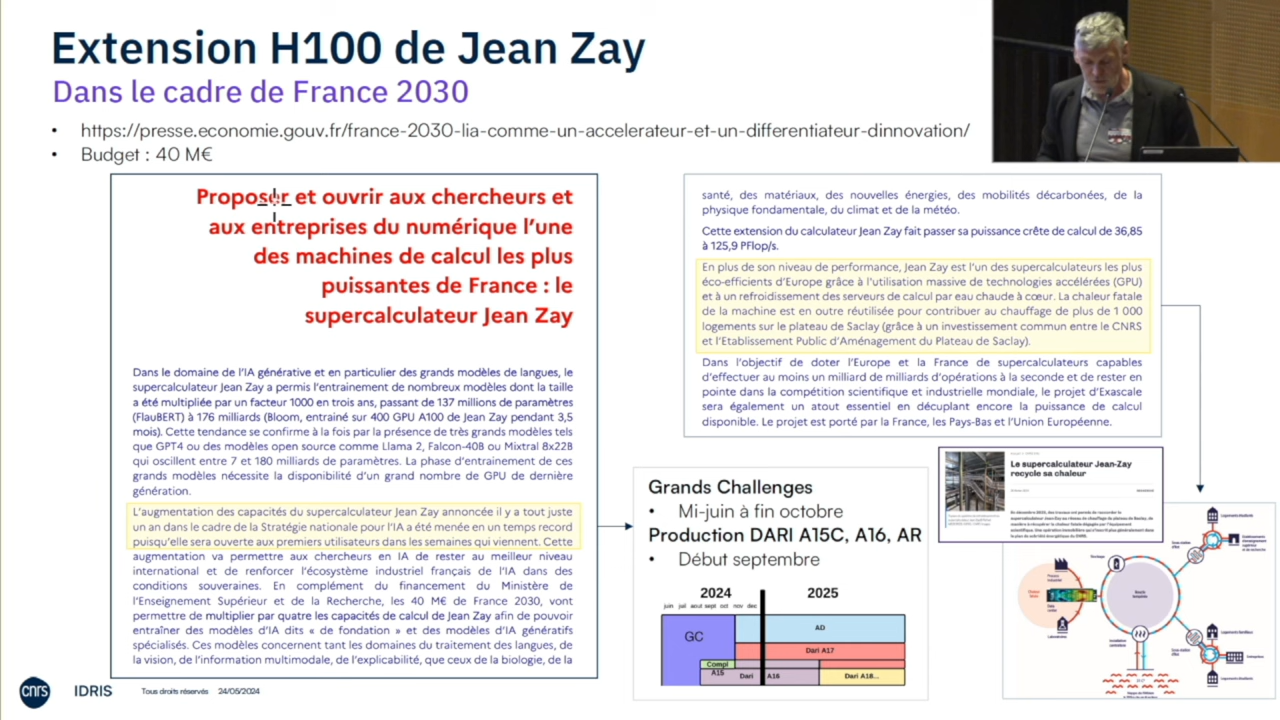 Extension H100 de Jean Zay
Dans le cadre de France 2030
• https://presse.economie.gouv.fr/france-2030-lia-comme-un-accelerateur-et-un-differentiateur-dinnovation/
• Budget : 40 M€
Proposer et ouvrir aux chercheurs et
aux entreprises du numérique l'une
des machines de calcul les plus
puissantes de France : le
supercalculateur Jean Zay
Dans le domaine de l'IA générative et en particulier des grands modèles de langues, le
supercalculateur Jean Zay a permis l'entrainement de nombreux modèles dont la taille
a été multipliée par un facteur 1000 en trois ans, passant de 137 millions de paramètres
(FlauBERT) à 176 milliards (Bloom, entrainé sur 400 GPU A100 de Jean Zay pendant 3,5
mois). Cette tendance se confirme à la fois par la présence de très grands modèles tels
que GPT4 ou des modèles open source comme Llama 2, Falcon-40B ou Mixtral 8x22B
qui oscillent entre 7 et 180 milliards de paramètres. La phase d'entrainement de ces
grands modèles nécessite la disponibilité d'un grand nombre de GPU de dernière
génération.
L'augmentation des capacités du supercalculateur Jean Zay annoncée il y a tout juste
un an dans le cadre de la Stratégie nationale pour l'IA a été menée en un temps record
puisqu'elle sera ouverte aux premiers utilisateurs dans les semaines qui viennent. Cette
augmentation va permettre aux chercheurs en IA de rester au meilleur niveau
international et de renforcer l'écosystème industriel français de l'IA dans des
conditions souveraines. En complément du financement du Ministère de
l'Enseignement Supérieur et de la Recherche, les 40 M€ de France 2030, vont
permettre de multiplier par quatre les capacités de calcul de Jean Zay afin de pouvoir
entraîner des modèles d'IA dits « de fondation » et des modèles d'IA génératifs
spécialisés. Ces modèles concernent tant les domaines du traitement des langues, de
la vision, de l'information multimodale, de l'explicabilité, que ceux de la biologie, de la
santé, des matériaux, des nouvelles énergies, des mobilités décarbonées, de la
physique fondamentale, du climat et de la météo.
Cette extension du calculateur Jean Zay fait passer sa puissance crête de calcul de 36,85
à 125,9 PFlop/s.
En plus de son niveau de performance, Jean Zay est l'un des supercalculateurs les plus
éco-efficients d'Europe grâce à l'utilisation massive de technologies accélérées (GPU)
et à un refroidissement des serveurs de calcul par eau chaude à cœur. La chaleur fatale
de la machine est en outre réutilisée pour contribuer au chauffage de plus de 1 000
logements sur le plateau de Saclay (grâce à un investissement commun entre le CNRS
et l'Etablissement Public d'Aménagement du Plateau de Saclay).
Dans l'objectif de doter l'Europe et la France de supercalculateurs capables
d'effectuer au moins un milliard de milliards d'opérations à la seconde et de rester en
pointe dans la compétition scientifique et industrielle mondiale, le projet d'Exascale
sera également un atout essentiel en décuplant encore la puissance de calcul
disponible. Le projet est porté par la France, les Pays-Bas et l'Union Européenne.
Grands Challenges
• Mi-juin à fin octobre
Production DARI A15C, A16, AR
• Début septembre
2024 2025
juin juil aout sept oct nov dec
GC
AD
Dari A17
Compl
A15
Dari A16
Dari A18...
Le supercalculateur Jean-Zay
recycle sa chaleur
cnrs
IDRIS
Tous droits réservés 24/05/2024